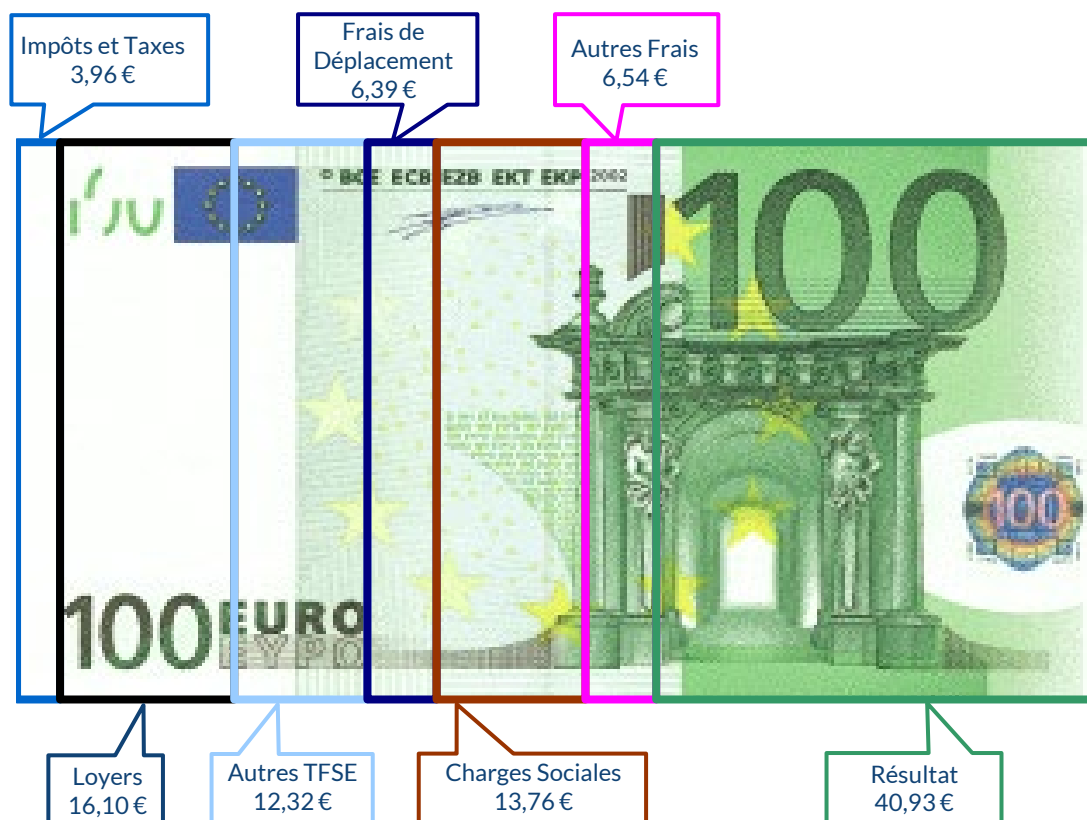 Impôts et Taxes
3,96 €
Frais de
Déplacement
6,39 €
Autres Frais
6,54 €
© BCE ECB EZB EKT EKP 2002
100
100
100 EURO
ΕΥΡΩ
Loyers
16,10 €
Autres TFSE
12,32 €
Charges Sociales
13,76 €
Résultat
40,93 €